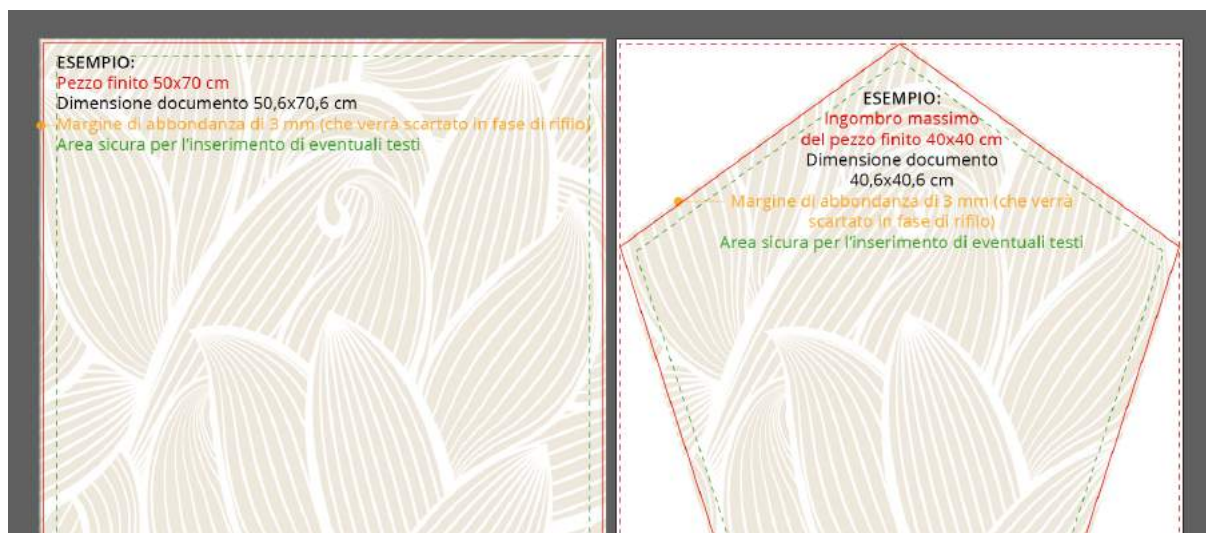 ESEMPIO:
Pezzo finito 50x70 cm
Dimensione documento 50,6x70,6 cm
Margine di abbondanza di 3 mm (che verrà scartato in fase di rifilo)
Area sicura per l'inserimento di eventuali testi
ESEMPIO:
Ingombro massimo
del pezzo finito 40x40 cm
Dimensione documento
40,6x40,6 cm
Margine di abbondanza di 3 mm (che verrà
scartato in fase di rifilo)
Area sicura per l'inserimento di eventuali testi